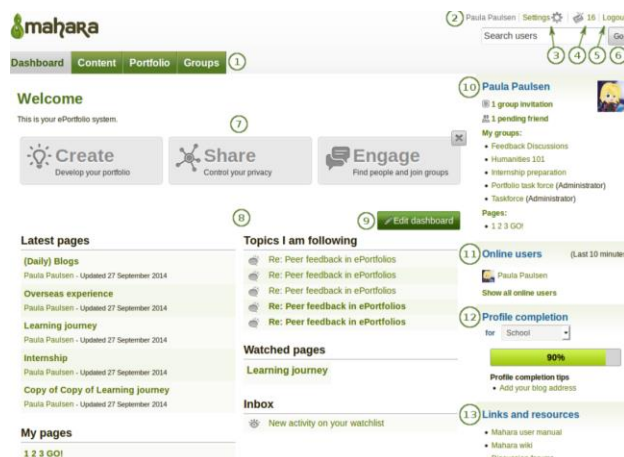 mahara
2 Paula Paulsen | Settings | 16 | Logout
Search users Go
3 4 5 6
Dashboard Content Portfolio Groups 1
Welcome
This is your ePortfolio system.
7
Create
Develop your portfolio
Share
Control your privacy
Engage
Find people and join groups
8
9 Edit dashboard
Latest pages
(Daily) Blogs
Paula Paulsen - Updated 27 September 2014
Overseas experience
Paula Paulsen - Updated 27 September 2014
Learning journey
Paula Paulsen - Updated 27 September 2014
Internship
Paula Paulsen - Updated 27 September 2014
Copy of Copy of Learning journey
Paula Paulsen - Updated 27 September 2014
My pages
1 2 3 GO!
Topics I am following
Re: Peer feedback in ePortfolios
Re: Peer feedback in ePortfolios
Re: Peer feedback in ePortfolios
Re: Peer feedback in ePortfolios
Re: Peer feedback in ePortfolios
Watched pages
Learning journey
Inbox
New activity on your watchlist
10 Paula Paulsen
1 group invitation
1 pending friend
My groups:
Feedback Discussions
Humanities 101
Internship preparation
Portfolio task force (Administrator)
Taskforce (Administrator)
Pages:
1 2 3 GO!
11 Online users (Last 10 minutes
Paula Paulsen
Show all online users
12 Profile completion
for School
90%
Profile completion tips
Add your blog address
13 Links and resources
Mahara user manual
Mahara wiki